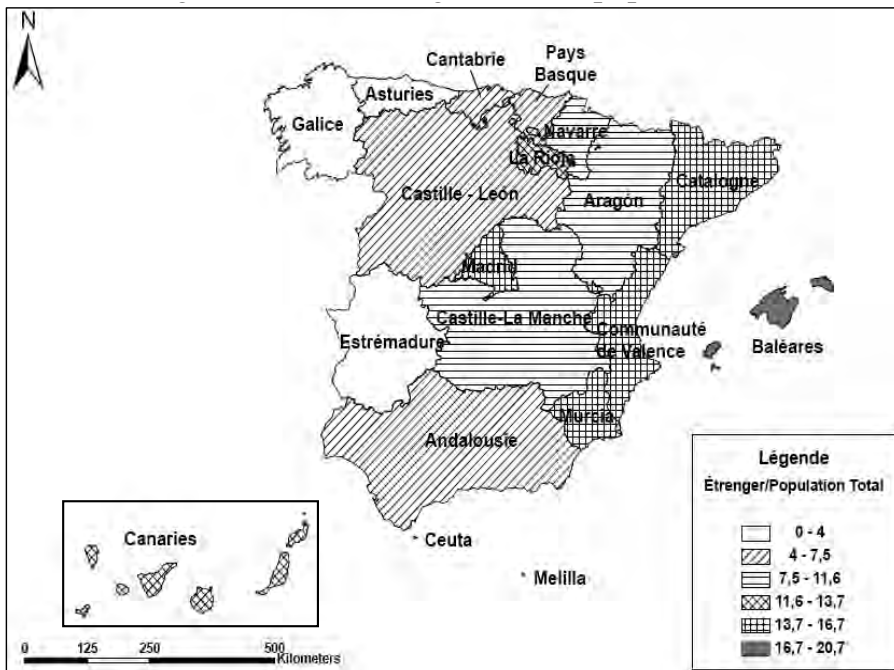 N
Cantabrie
Pays
Basque
Asturies
Galice
Navarre
La Rioja
Castille - León
Aragón
Catalogne
Madrid
Castille-La Manche
Communauté
de Valence
Baléares
Estrémadure
Murcia
Andalousie
Canaries
Ceuta
Melilla
Légende
Étrenger/Population Total
0 - 4
4 - 7,5
7,5 - 11,6
11,6 - 13,7
13,7 - 16,7
16,7 - 20,7
0 125 250 500
Kilometers